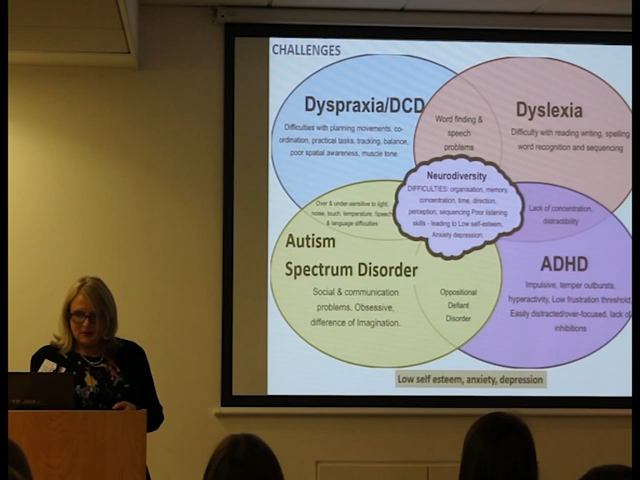 CHALLENGES
Dyspraxia/DCD
Difficulties with planning movements, co-
ordination, practical tasks, tracking, balance,
poor spatial awareness, muscle tone.
Word finding &
speech
problems
Dyslexia
Difficulty with reading writing, spelling
word recognition and sequencing
Neurodiversity
DIFFICULTIES: organisation, memory,
concentration, time, direction,
perception, sequencing Poor listening
skills - leading to Low self-esteem,
Anxiety depression.
Over & under-sensitive to light,
noise, touch, temperature, Speech
& language difficulties
Lack of concentration,
distractibility
Autism
Spectrum Disorder
Social & communication
problems, Obsessive,
difference of Imagination.
Oppositional
Defiant
Disorder
ADHD
Impulsive, temper outbursts,
hyperactivity, Low frustration threshold
Easily distracted/over-focused, lack of
inhibitions
Low self esteem, anxiety, depression